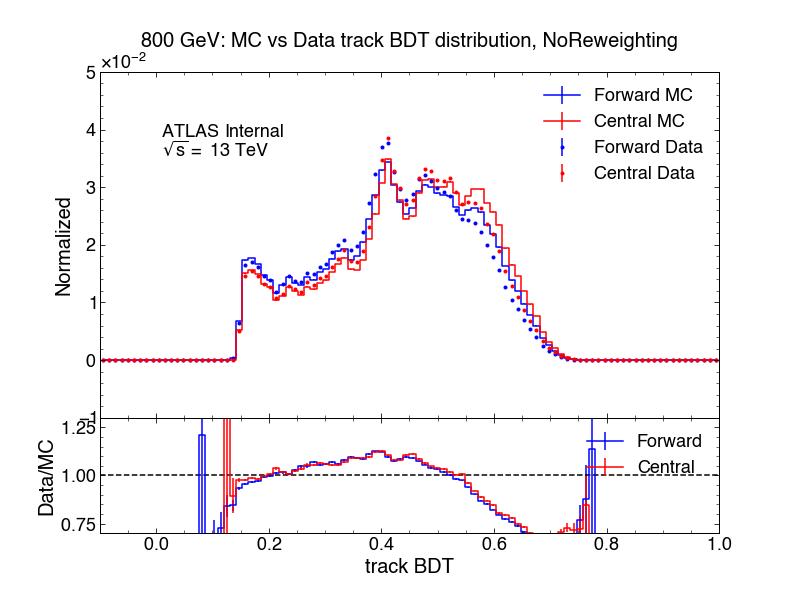 800 GeV: MC vs Data track BDT distribution, NoReweighting
×10⁻²
5
4
3
2
1
0
−1
Normalized
ATLAS Internal
√s = 13 TeV
Forward MC
Central MC
Forward Data
Central Data
1.25
1.00
0.75
Data/MC
Forward
Central
0.0 0.2 0.4 0.6 0.8 1.0
track BDT